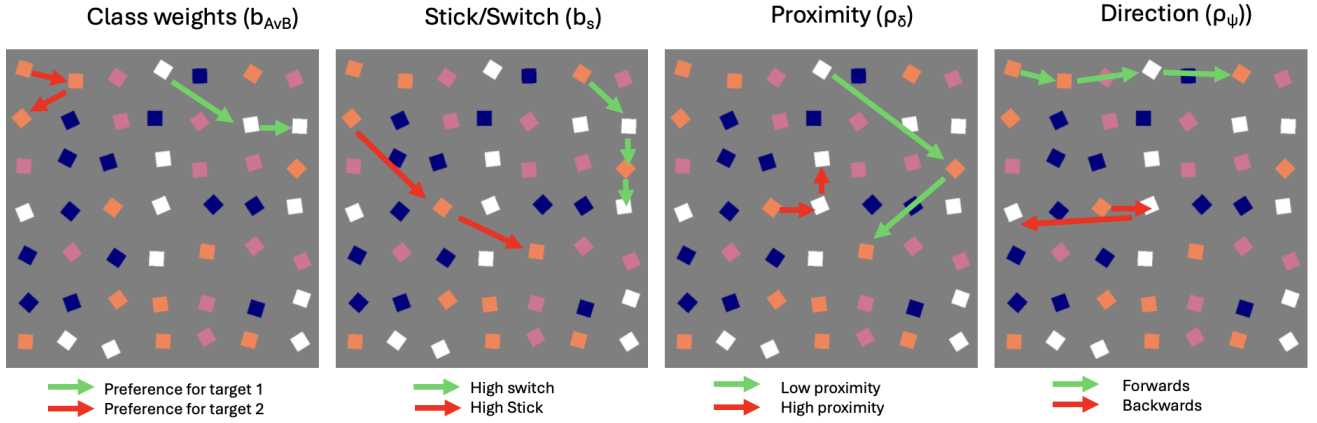 Class weights (bAvB)
Stick/Switch (bs)
Proximity (ρδ)
Direction (ρψ))
Preference for target 1
Preference for target 2
High switch
High Stick
Low proximity
High proximity
Forwards
Backwards